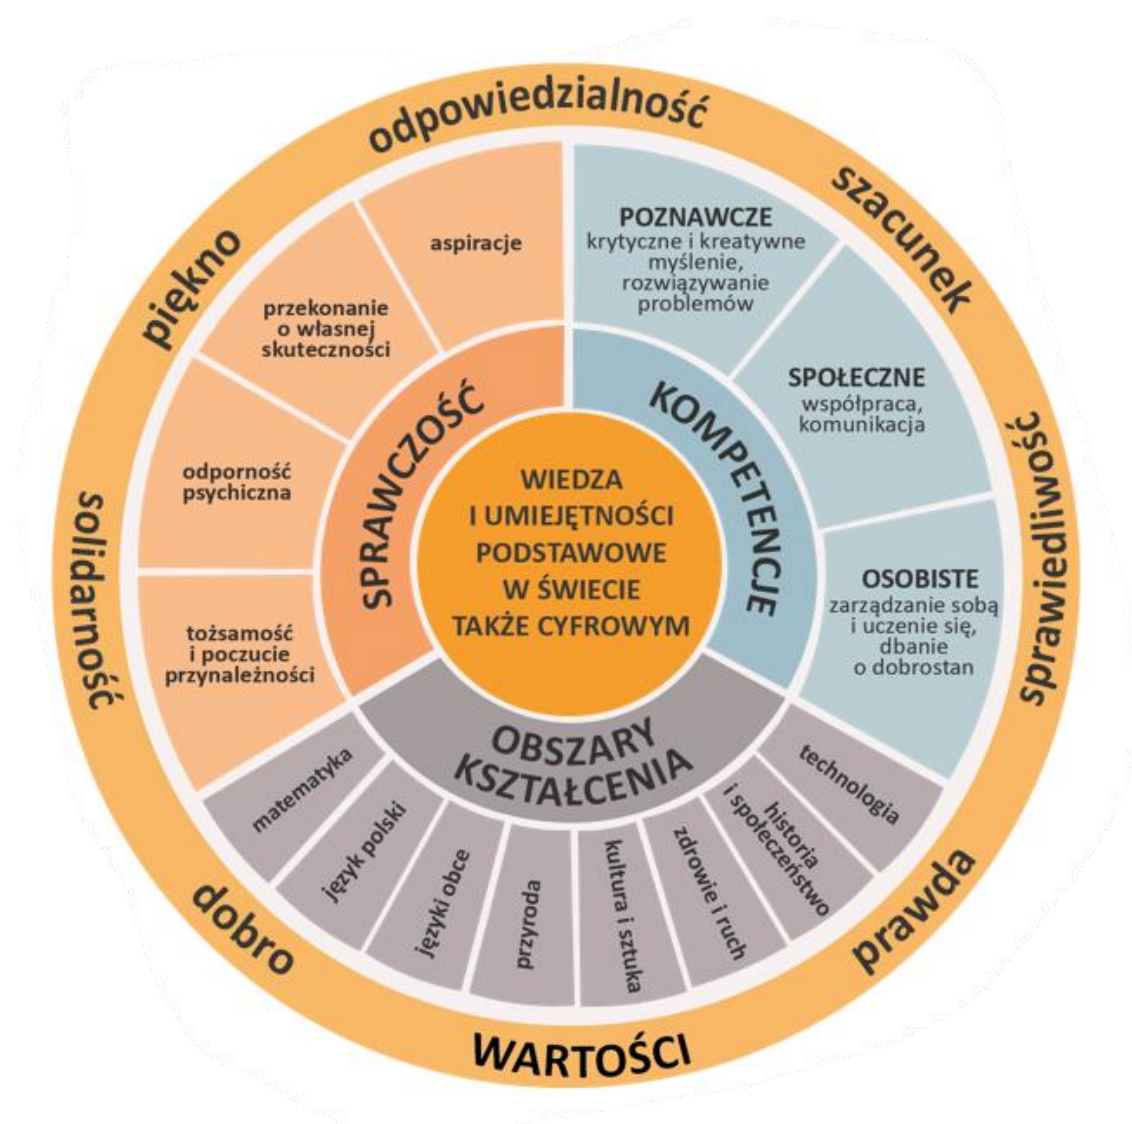 odpowiedzialność
szacunek
sprawiedliwość
prawda
WARTOŚCI
dobro
solidarność
piękno
WIEDZA
I UMIEJĘTNOŚCI
PODSTAWOWE
W ŚWIECIE
TAKŻE CYFROWYM
SPRAWCZOŚĆ
aspiracje
przekonanie
o własnej
skuteczności
odporność
psychiczna
tożsamość
i poczucie
przynależności
KOMPETENCJE
POZNAWCZE
krytyczne i kreatywne
myślenie,
rozwiązywanie
problemów
SPOŁECZNE
współpraca,
komunikacja
OSOBISTE
zarządzanie sobą
i uczenie się,
dbanie
o dobrostan
OBSZARY
KSZTAŁCENIA
matematyka
język polski
języki obce
przyroda
kultura i sztuka
zdrowie i ruch
historia
i społeczeństwo
technologia